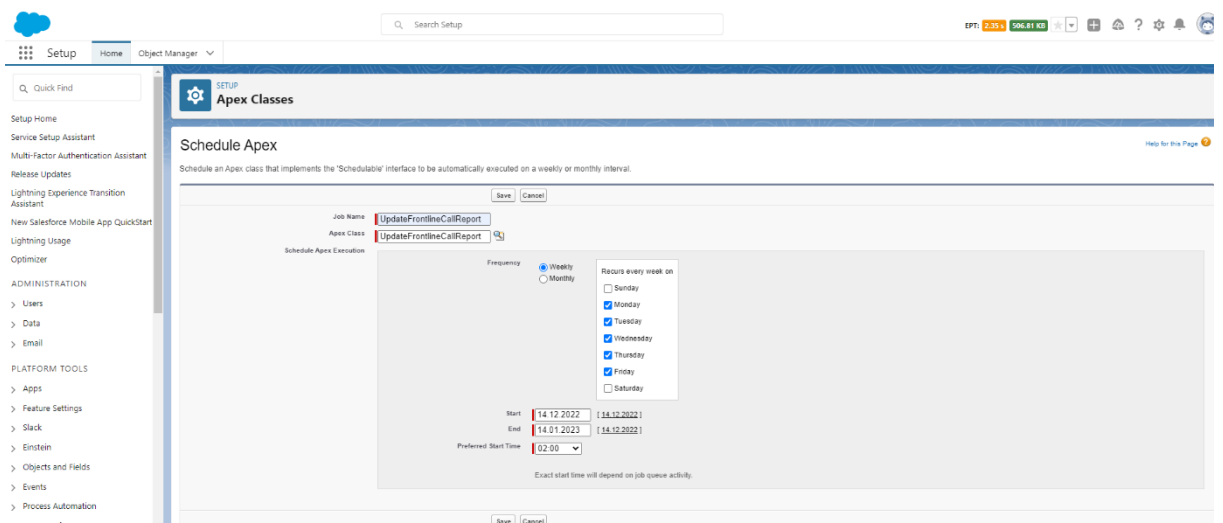 Search Setup
EPT: 2.35 s 506.81 KB
Setup Home Object Manager
Quick Find
Setup Home
Service Setup Assistant
Multi-Factor Authentication Assistant
Release Updates
Lightning Experience Transition
Assistant
New Salesforce Mobile App QuickStart
Lightning Usage
Optimizer
ADMINISTRATION
Users
Data
Email
PLATFORM TOOLS
Apps
Feature Settings
Slack
Einstein
Objects and Fields
Events
Process Automation
SETUP
Apex Classes
Schedule Apex
Help for this Page
Schedule an Apex class that implements the 'Schedulable' interface to be automatically executed on a weekly or monthly interval.
Save Cancel
Job Name UpdateFrontlineCallReport
Apex Class UpdateFrontlineCallReport
Schedule Apex Execution
Frequency Weekly
Monthly
Recurs every week on
Sunday
Monday
Tuesday
Wednesday
Thursday
Friday
Saturday
Start 14.12.2022 [ 14.12.2022 ]
End 14.01.2023 [ 14.12.2022 ]
Preferred Start Time 02:00
Exact start time will depend on job queue activity.
Save Cancel